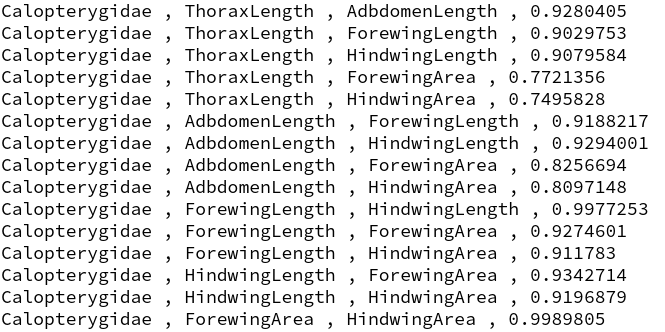 Calopterygidae , ThoraxLength , AdbdomenLength , 0.9280405
Calopterygidae , ThoraxLength , ForewingLength , 0.9029753
Calopterygidae , ThoraxLength , HindwingLength , 0.9079584
Calopterygidae , ThoraxLength , ForewingArea , 0.7721356
Calopterygidae , ThoraxLength , HindwingArea , 0.7495828
Calopterygidae , AdbdomenLength , ForewingLength , 0.9188217
Calopterygidae , AdbdomenLength , HindwingLength , 0.9294001
Calopterygidae , AdbdomenLength , ForewingArea , 0.8256694
Calopterygidae , AdbdomenLength , HindwingArea , 0.8097148
Calopterygidae , ForewingLength , HindwingLength , 0.9977253
Calopterygidae , ForewingLength , ForewingArea , 0.9274601
Calopterygidae , ForewingLength , HindwingArea , 0.911783
Calopterygidae , HindwingLength , ForewingArea , 0.9342714
Calopterygidae , HindwingLength , HindwingArea , 0.9196879
Calopterygidae , ForewingArea , HindwingArea , 0.9989805